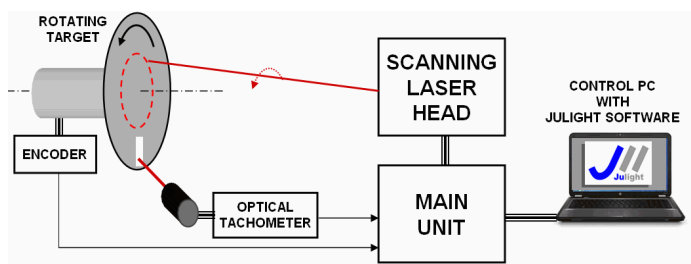 ROTATING
TARGET
SCANNING
LASER
HEAD
CONTROL PC
WITH
JULIGHT SOFTWARE
ENCODER
Julight
OPTICAL
TACHOMETER
MAIN
UNIT